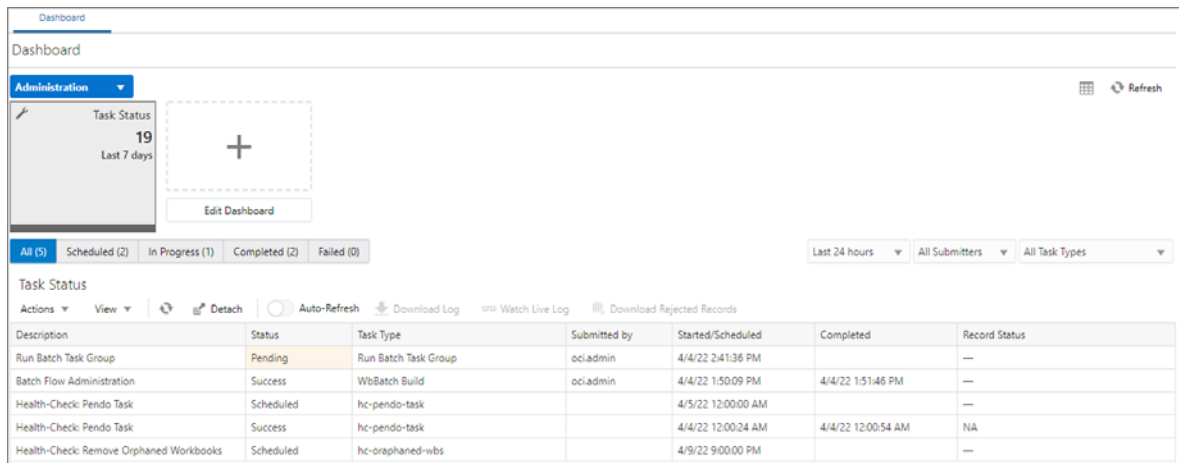 Dashboard
Dashboard
Administration
Refresh
Task Status
19
Last 7 days
Edit Dashboard
All (5) Scheduled (2) In Progress (1) Completed (2) Failed (0) Last 24 hours All Submitters All Task Types
Task Status
Actions View Detach Auto-Refresh Download Log Watch Live Log Download Rejected Records
Description Status Task Type Submitted by Started/Scheduled Completed Record Status
Run Batch Task Group Pending Run Batch Task Group oci.admin 4/4/22 2:41:36 PM —
Batch Flow Administration Success WbBatch Build oci.admin 4/4/22 1:50:09 PM 4/4/22 1:51:46 PM —
Health-Check: Pendo Task Scheduled hc-pendo-task 4/5/22 12:00:00 AM —
Health-Check: Pendo Task Success hc-pendo-task 4/4/22 12:00:24 AM 4/4/22 12:00:54 AM NA
Health-Check: Remove Orphaned Workbooks Scheduled hc-oraphaned-wbs 4/9/22 9:00:00 PM —